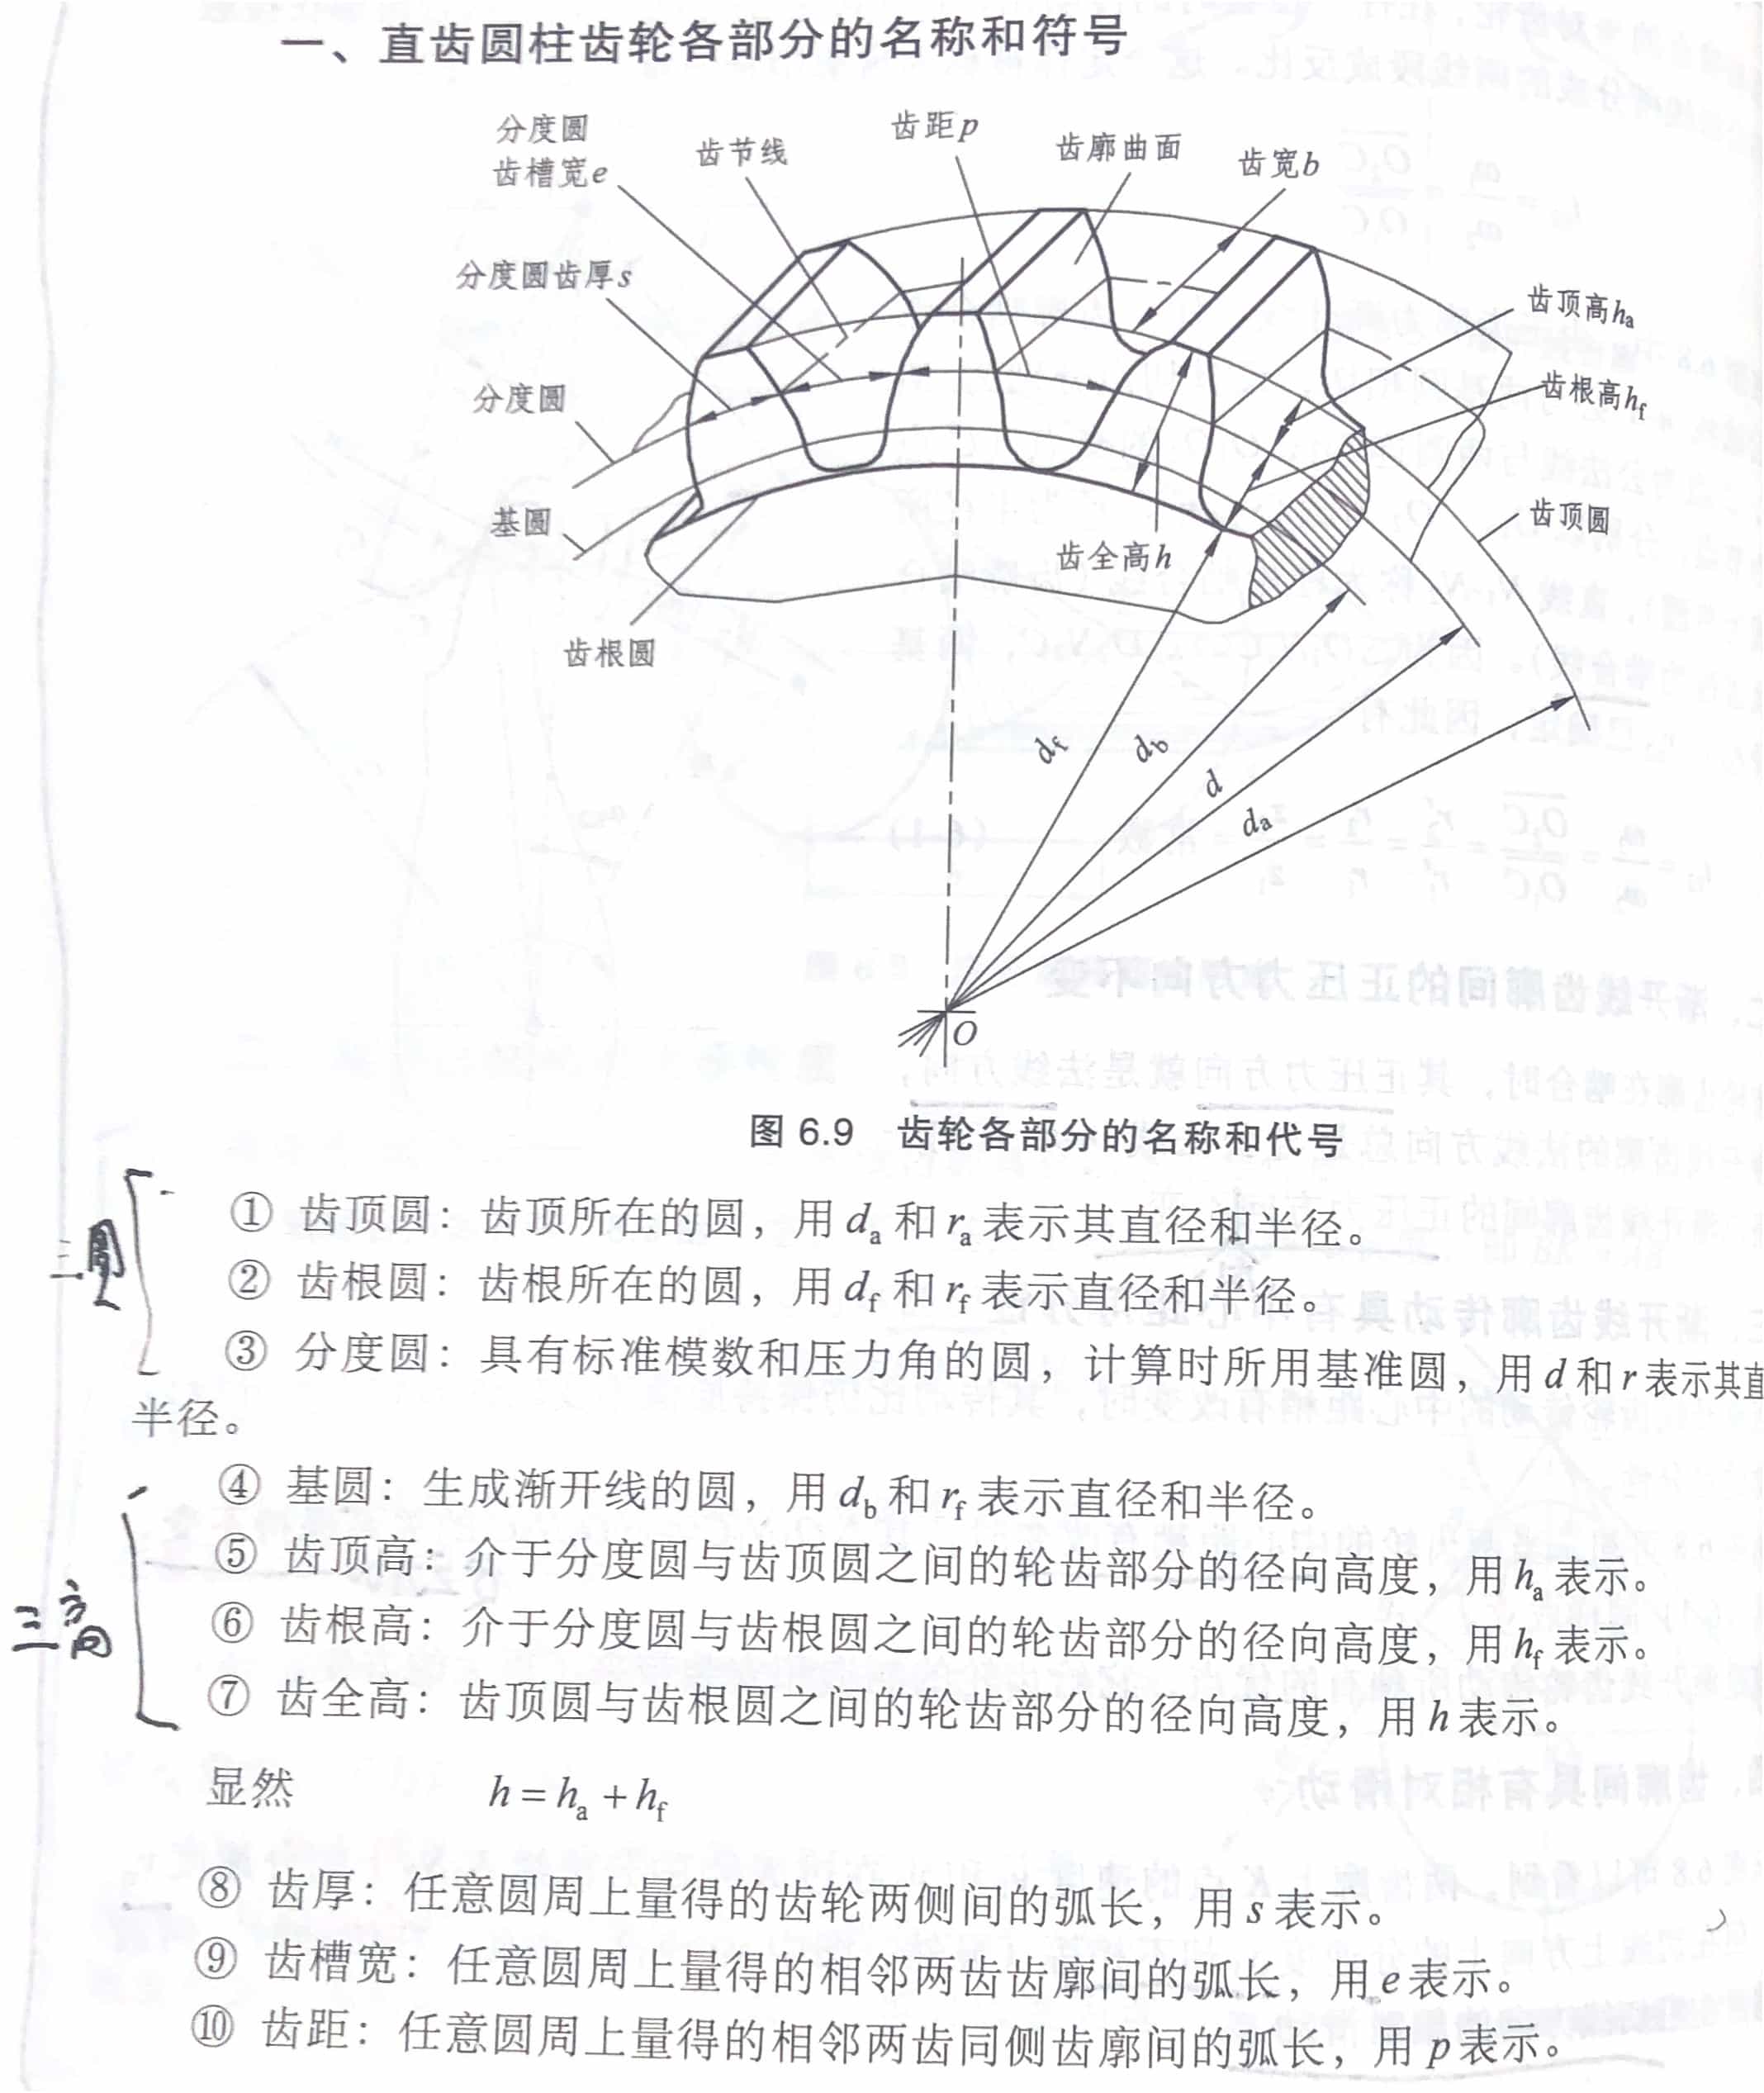 一、直齿圆柱齿轮各部分的名称和符号
分度圆
齿槽宽e
齿节线
齿距p
齿廓曲面
齿宽b
分度圆齿厚s
齿顶高hₐ
分度圆
齿根高h_f
基圆
齿顶圆
齿全高h
齿根圆
d_f
d_b
d
dₐ
O
图 6.9 齿轮各部分的名称和代号
① 齿顶圆：齿顶所在的圆，用 dₐ 和 rₐ 表示其直径和半径。
② 齿根圆：齿根所在的圆，用 d_f 和 r_f 表示直径和半径。
③ 分度圆：具有标准模数和压力角的圆，计算时所用基准圆，用 d 和 r 表示其直
半径。
④ 基圆：生成渐开线的圆，用 d_b 和 r_f 表示直径和半径。
⑤ 齿顶高：介于分度圆与齿顶圆之间的轮齿部分的径向高度，用 hₐ 表示。
⑥ 齿根高：介于分度圆与齿根圆之间的轮齿部分的径向高度，用 h_f 表示。
三高
⑦ 齿全高：齿顶圆与齿根圆之间的轮齿部分的径向高度，用 h 表示。
显然 h = hₐ + h_f
⑧ 齿厚：任意圆周上量得的齿轮两侧间的弧长，用 s 表示。
⑨ 齿槽宽：任意圆周上量得的相邻两齿齿廓间的弧长，用 e 表示。
⑩ 齿距：任意圆周上量得的相邻两齿同侧齿廓间的弧长，用 p 表示。